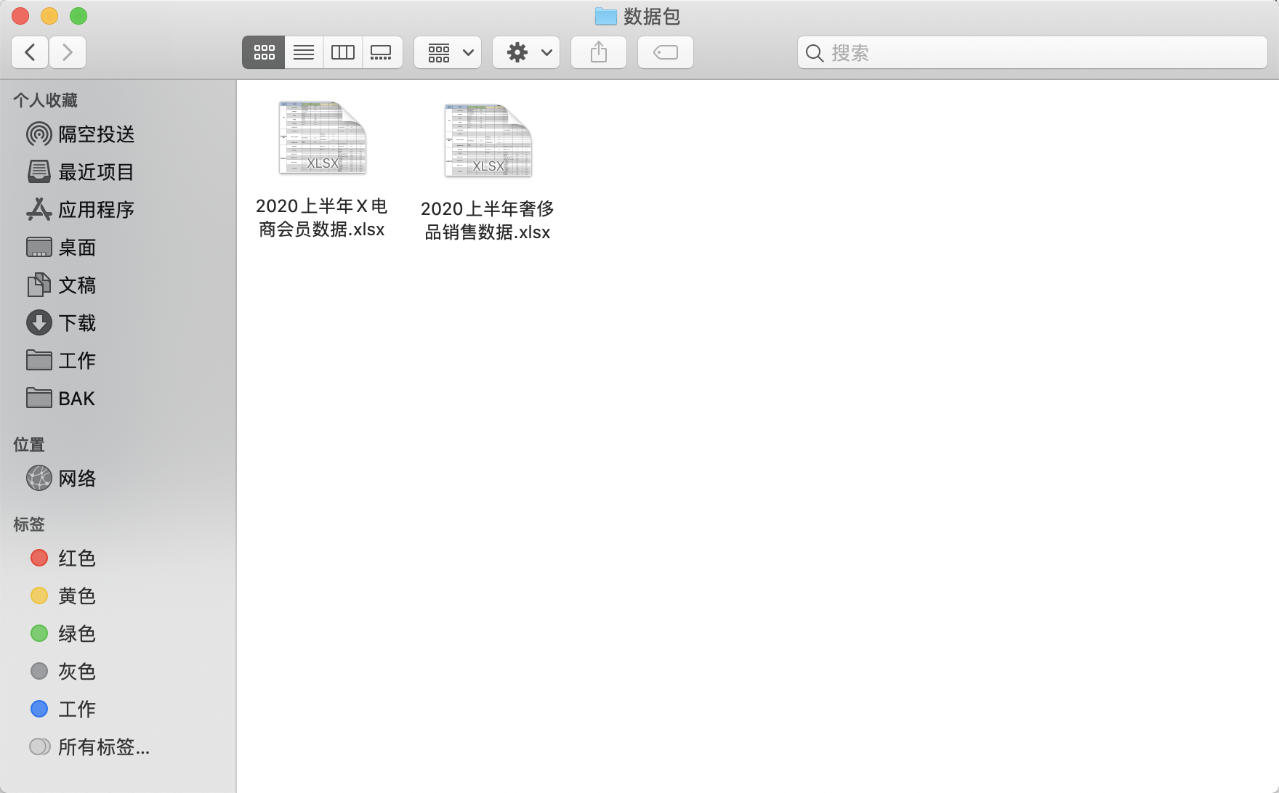 数据包
搜索
个人收藏
隔空投送
最近项目
应用程序
桌面
文稿
下载
工作
BAK
位置
网络
标签
红色
黄色
绿色
灰色
工作
所有标签...
XLSX
2020上半年X电
商会员数据.xlsx
XLSX
2020上半年奢侈
品销售数据.xlsx